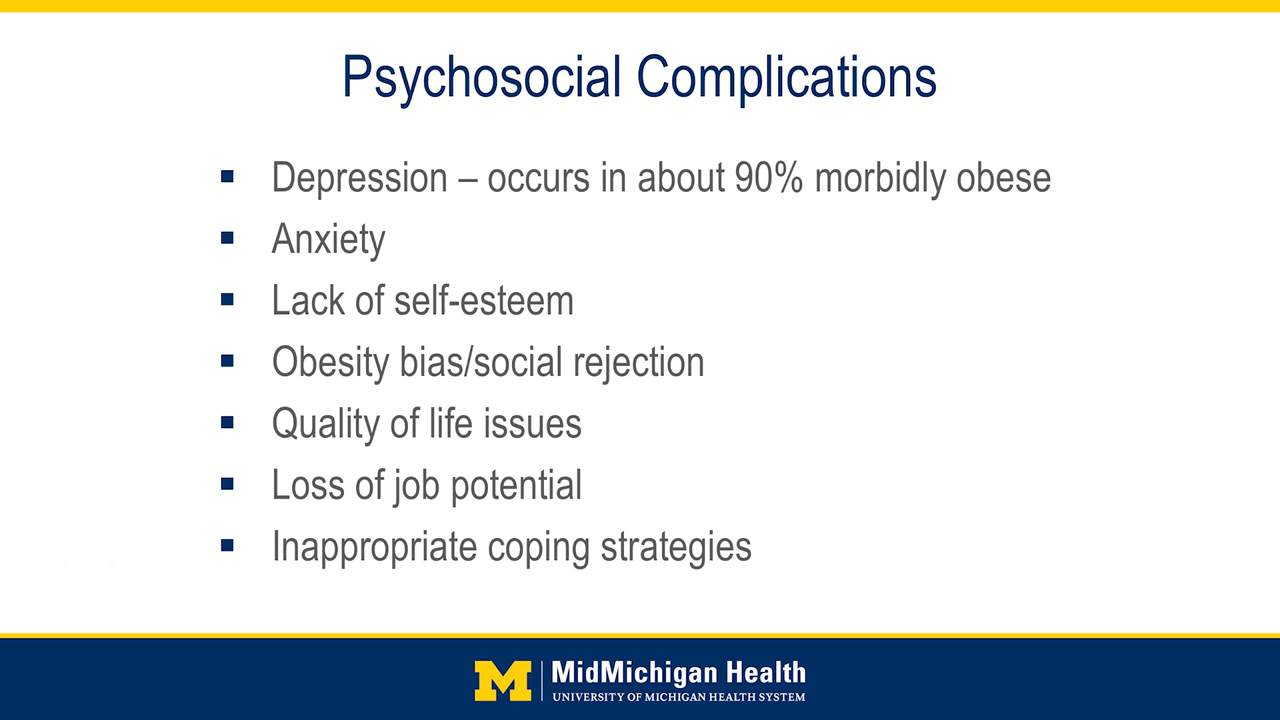 Psychosocial Complications
▪ Depression – occurs in about 90% morbidly obese
▪ Anxiety
▪ Lack of self-esteem
▪ Obesity bias/social rejection
▪ Quality of life issues
▪ Loss of job potential
▪ Inappropriate coping strategies
M MidMichigan Health
UNIVERSITY OF MICHIGAN HEALTH SYSTEM